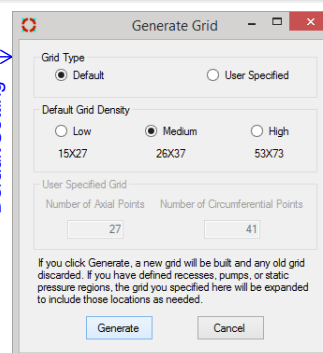 Generate Grid
Grid Type
Default
User Specified
Default Grid Density
Low
Medium
High
15X27
26X37
53X73
User Specified Grid
Number of Axial Points
Number of Circumferential Points
27
41
If you click Generate, a new grid will be built and any old grid
discarded. If you have defined recesses, pumps, or static
pressure regions, the grid you specified here will be expanded
to include those locations as needed.
Generate
Cancel